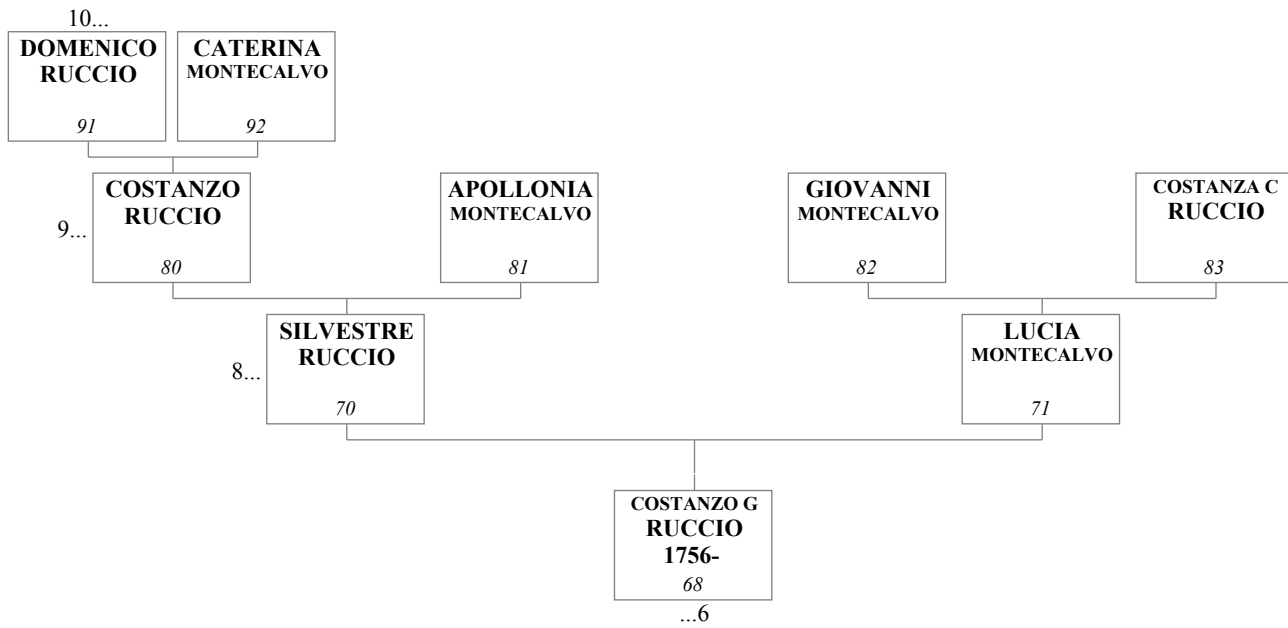 10...
DOMENICO
RUCCIO
91
CATERINA
MONTECALVO
92
9...
COSTANZO
RUCCIO
80
APOLLONIA
MONTECALVO
81
GIOVANNI
MONTECALVO
82
COSTANZA C
RUCCIO
83
8...
SILVESTRE
RUCCIO
70
LUCIA
MONTECALVO
71
COSTANZO G
RUCCIO
1756-
68
...6